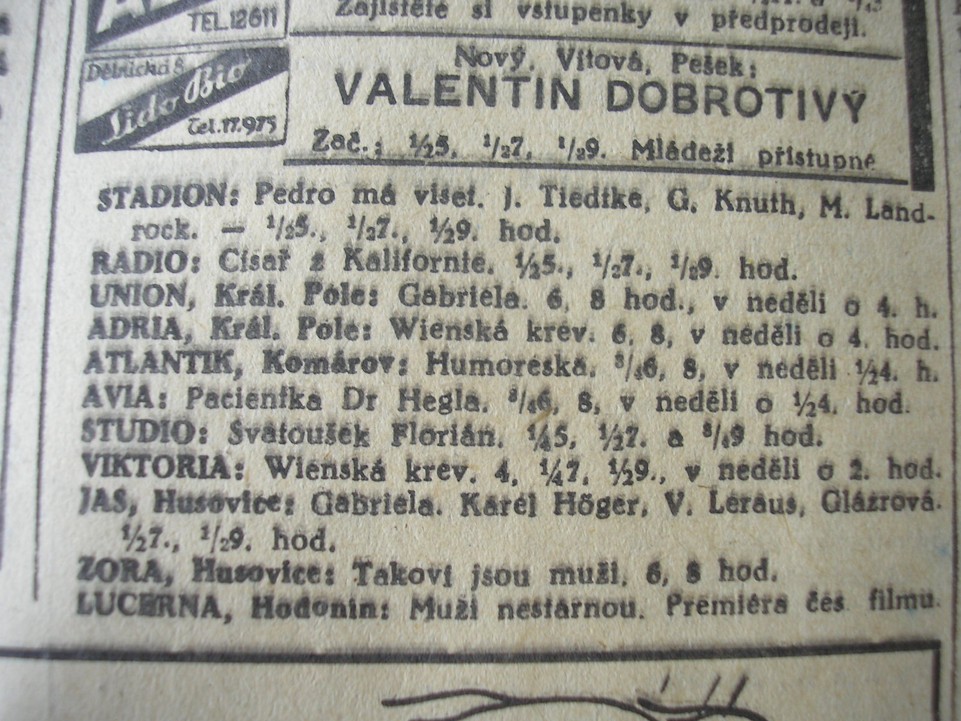 TEL.12611
Zajistěte si vstupenky v předprodeji.
Dělnická 8
Lido Bio
Tel.17.975
Nový, Vítová, Pešek:
VALENTIN DOBROTIVÝ
Zač.: ½5, ½7, ½9. Mládeži přístupné
STADION: Pedro má viset. J. Tiedtke, G. Knuth, M. Land-
rock. — ½5., ½7., ½9. hod.
RADIO: Císař z Kalifornie. ½5., ½7., ½9. hod.
UNION, Král. Pole: Gabriela. 6, 8 hod., v neděli o 4. h.
ADRIA, Král. Pole: Wienská krev. 6, 8, v neděli o 4. hod.
ATLANTIK, Komárov: Humoreska. ¾6, 8, v neděli ½4. h.
AVIA: Pacientka Dr Hegla. ¾6, 8, v neděli o ½4. hod.
STUDIO: Svatoušek Florián. ¼5, ½7. a ¾9 hod.
VIKTORIA: Wienská krev. 4, ¼7, ½9., v neděli o 2. hod.
JAS, Husovice: Gabriela. Karel Höger, V. Leraus, Glázrová.
½7., ½9. hod.
ZORA, Husovice: Takoví jsou muži. 6, 8 hod.
LUCERNA, Hodonín: Muži nestárnou. Premiéra čes filmu.